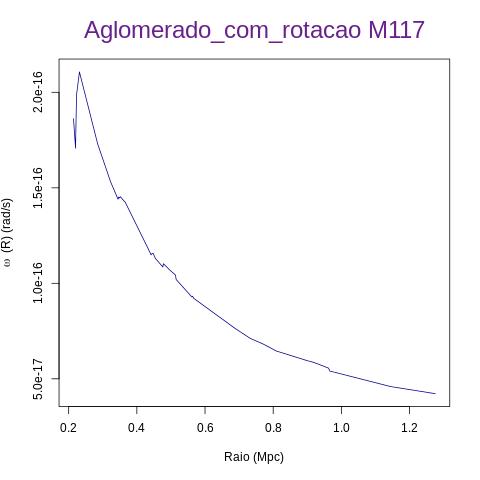 Aglomerado_com_rotacao M117
2.0e-16
1.5e-16
1.0e-16
5.0e-17
ω (R) (rad/s)
0.2 0.4 0.6 0.8 1.0 1.2
Raio (Mpc)